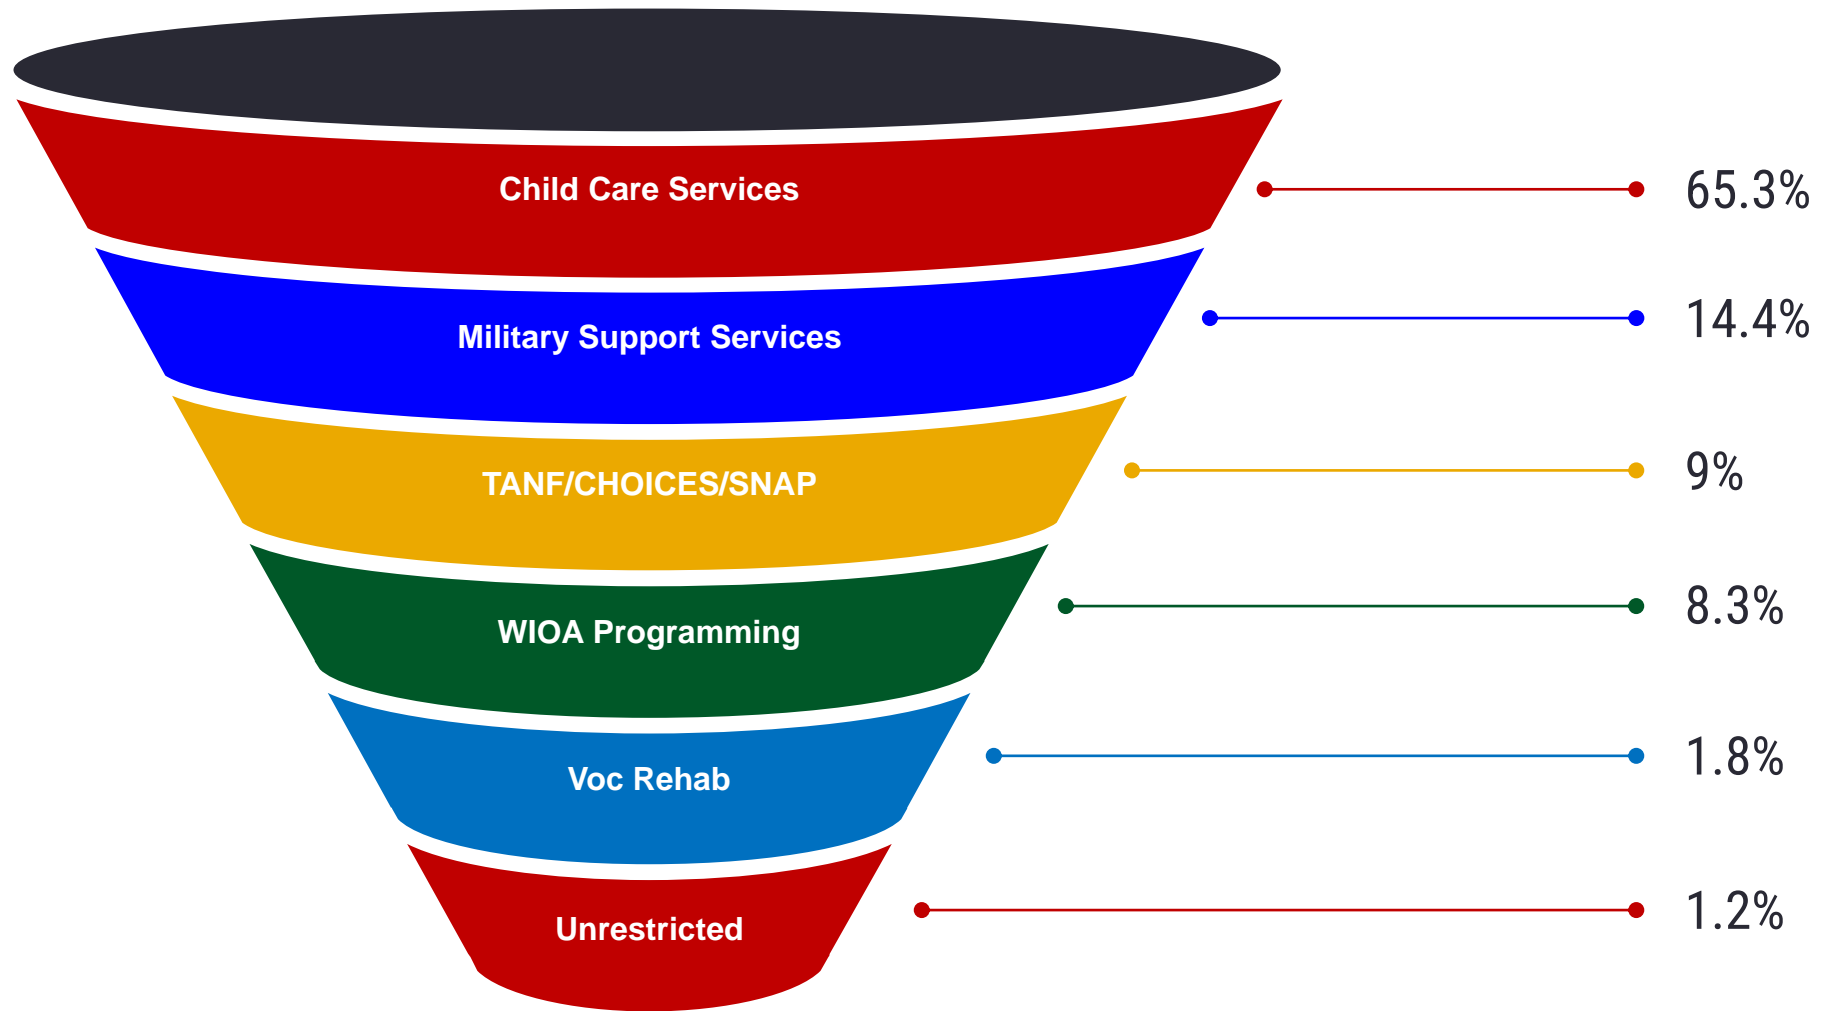 Child Care Services
65.3%
Military Support Services
14.4%
TANF/CHOICES/SNAP
9%
WIOA Programming
8.3%
Voc Rehab
1.8%
Unrestricted
1.2%